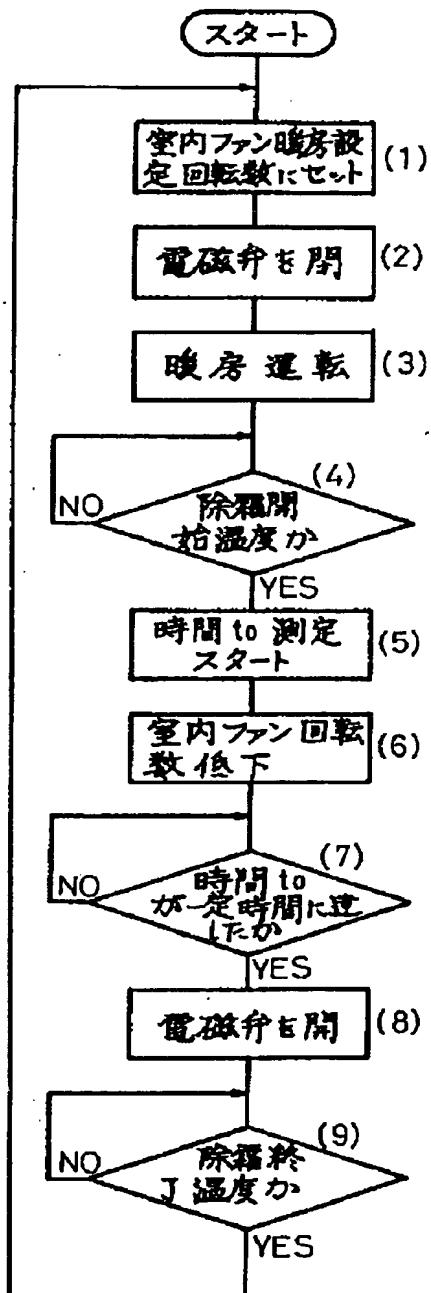 スタート
室内ファン暖房設
定回転数にセット
(1)
電磁弁を閉
(2)
暖房運転
(3)
(4)
除霜開
始温度か
NO
YES
時間to測定
スタート
(5)
室内ファン回転
数低下
(6)
(7)
時間to
が一定時間に達
したか
NO
YES
電磁弁を開
(8)
(9)
除霜終
了温度か
NO
YES